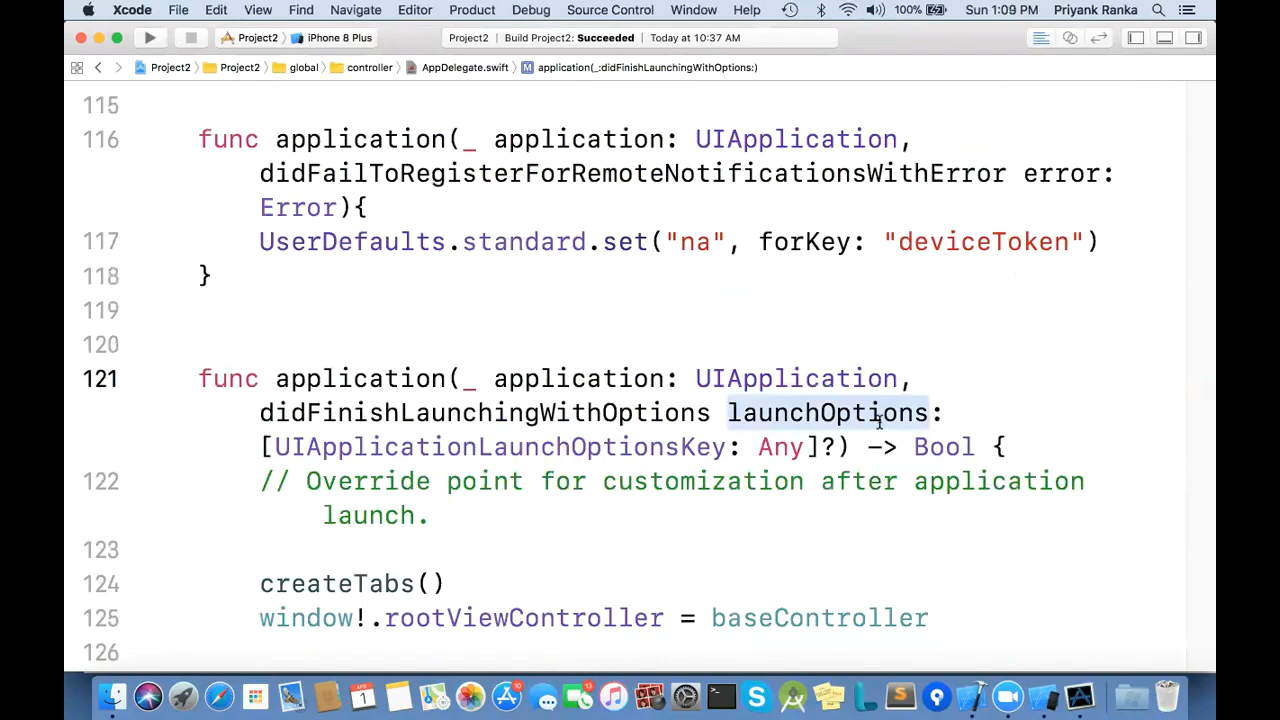 Xcode File Edit View Find Navigate Editor Product Debug Source Control Window Help 100% Sun 1:09 PM Priyank Ranka
Project2 iPhone 8 Plus Project2 | Build Project2: Succeeded | Today at 10:37 AM
Project2 Project2 global controller AppDelegate.swift M application(_:didFinishLaunchingWithOptions:)
115
116 func application(_ application: UIApplication,
didFailToRegisterForRemoteNotificationsWithError error:
Error){
117 UserDefaults.standard.set("na", forKey: "deviceToken")
118 }
119
120
121 func application(_ application: UIApplication,
didFinishLaunchingWithOptions launchOptions:
[UIApplicationLaunchOptionsKey: Any]?) -> Bool {
122 // Override point for customization after application
launch.
123
124 createTabs()
125 window!.rootViewController = baseController
126